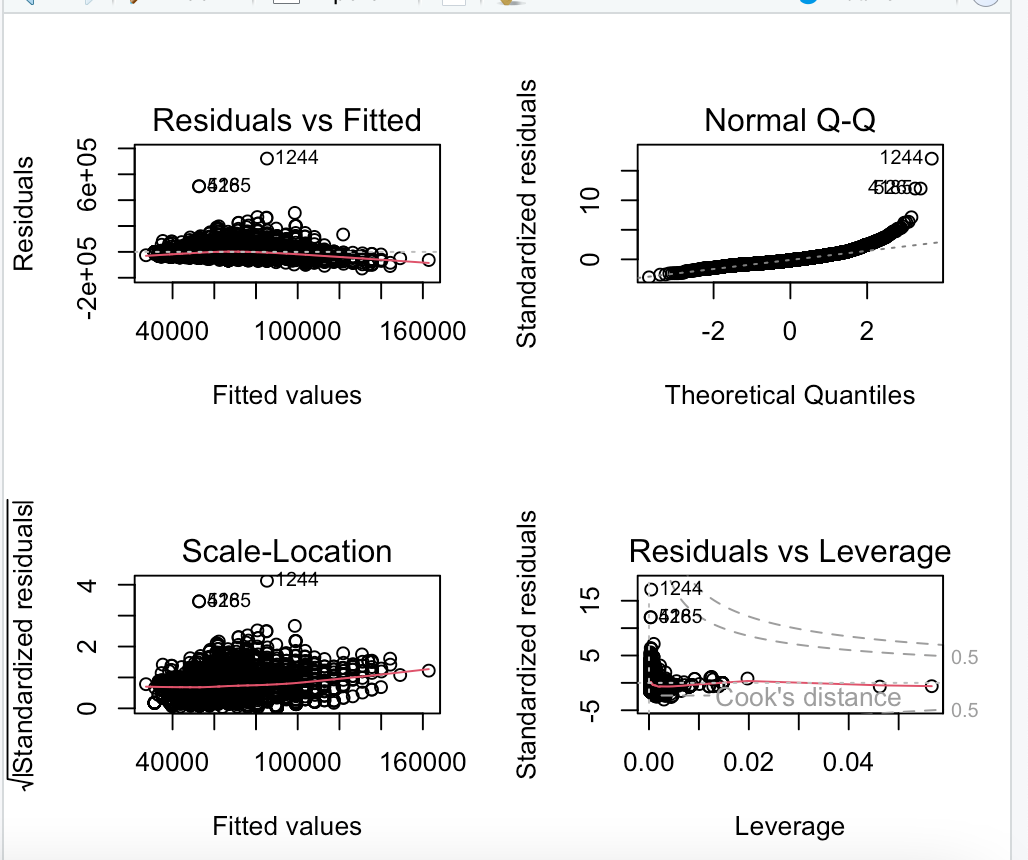 Residuals vs Fitted
Residuals
6e+05
-2e+05
1244
40000 100000 160000
Fitted values
Normal Q-Q
Standardized residuals
10
0
1244
-2 0 2
Theoretical Quantiles
Scale-Location
√|Standardized residuals|
4
2
0
1244
40000 100000 160000
Fitted values
Residuals vs Leverage
Standardized residuals
15
5
-5
1244
0.5
Cook's distance
0.5
0.00 0.02 0.04
Leverage